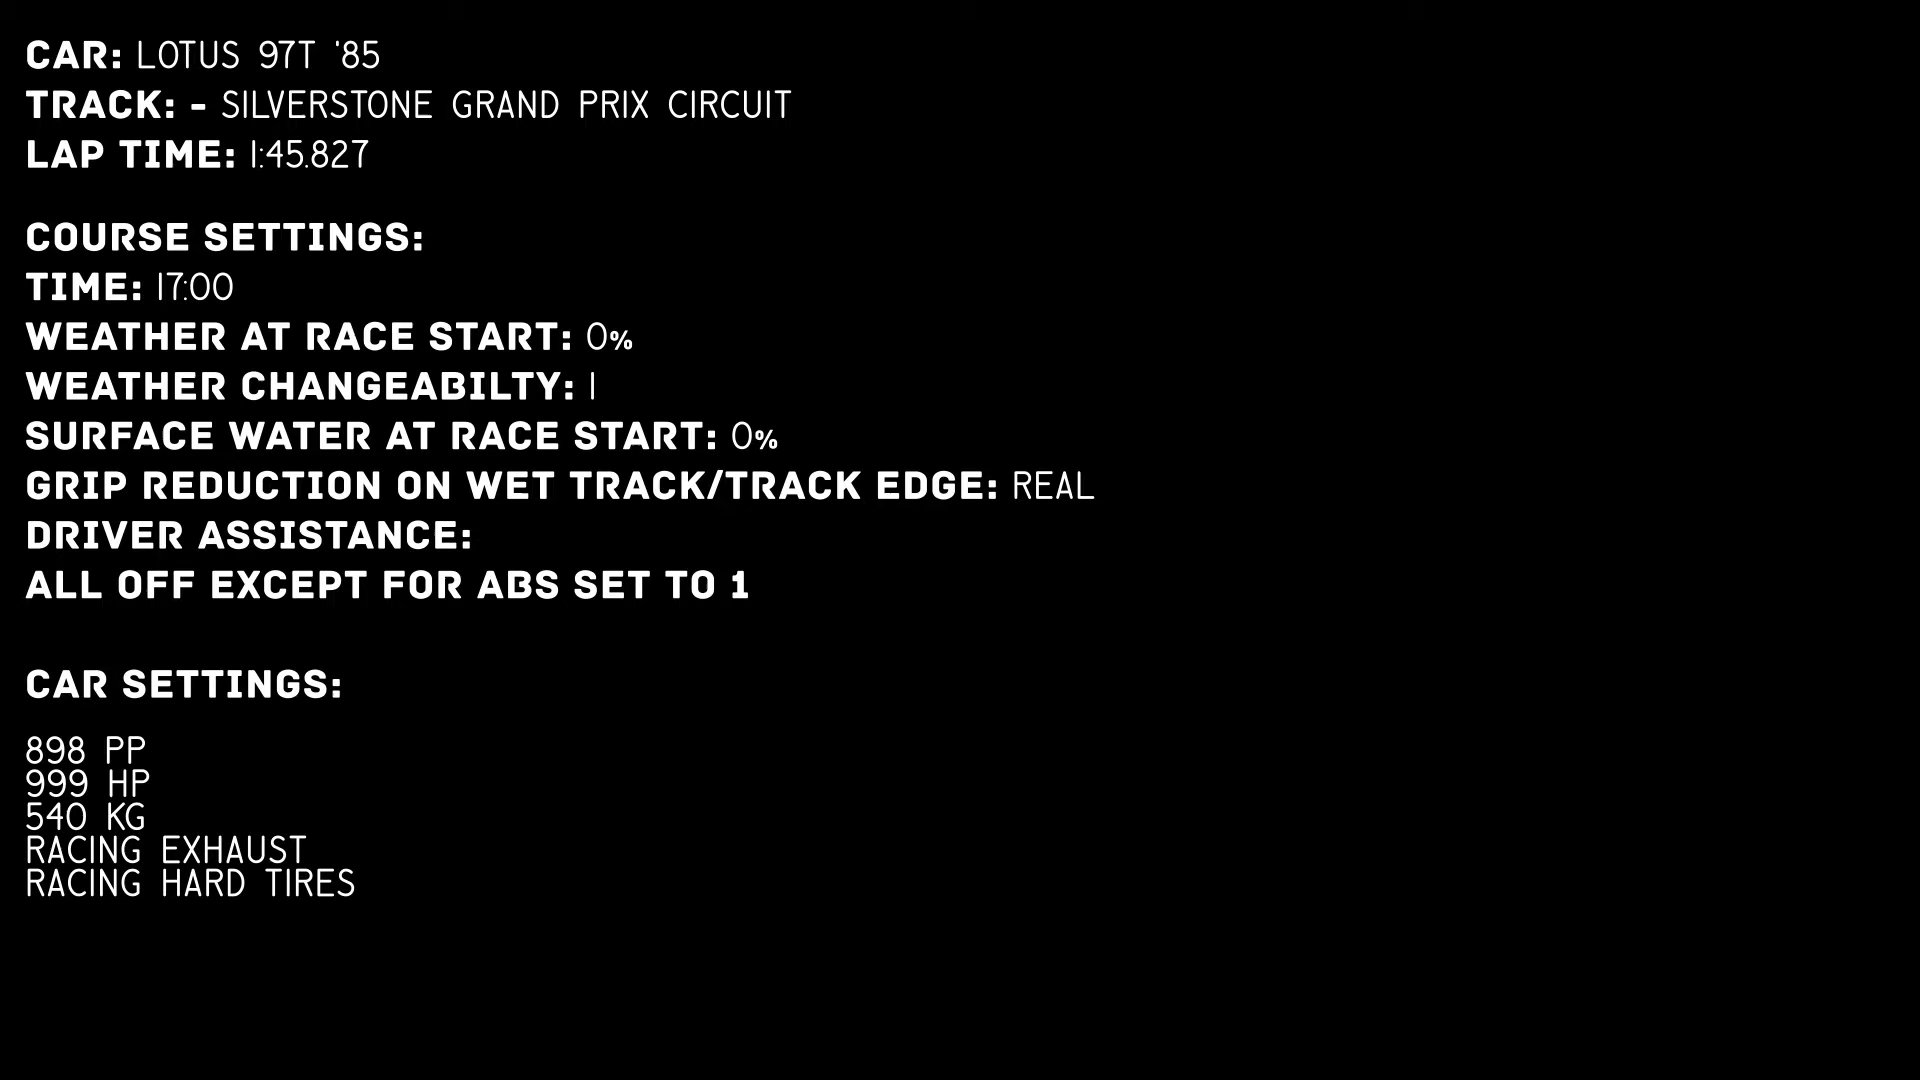 CAR: LOTUS 97T '85
TRACK: - SILVERSTONE GRAND PRIX CIRCUIT
LAP TIME: 1:45.827
COURSE SETTINGS:
TIME: 17:00
WEATHER AT RACE START: 0%
WEATHER CHANGEABILTY: 1
SURFACE WATER AT RACE START: 0%
GRIP REDUCTION ON WET TRACK/TRACK EDGE: REAL
DRIVER ASSISTANCE:
ALL OFF EXCEPT FOR ABS SET TO 1
CAR SETTINGS:
898 PP
999 HP
540 KG
RACING EXHAUST
RACING HARD TIRES